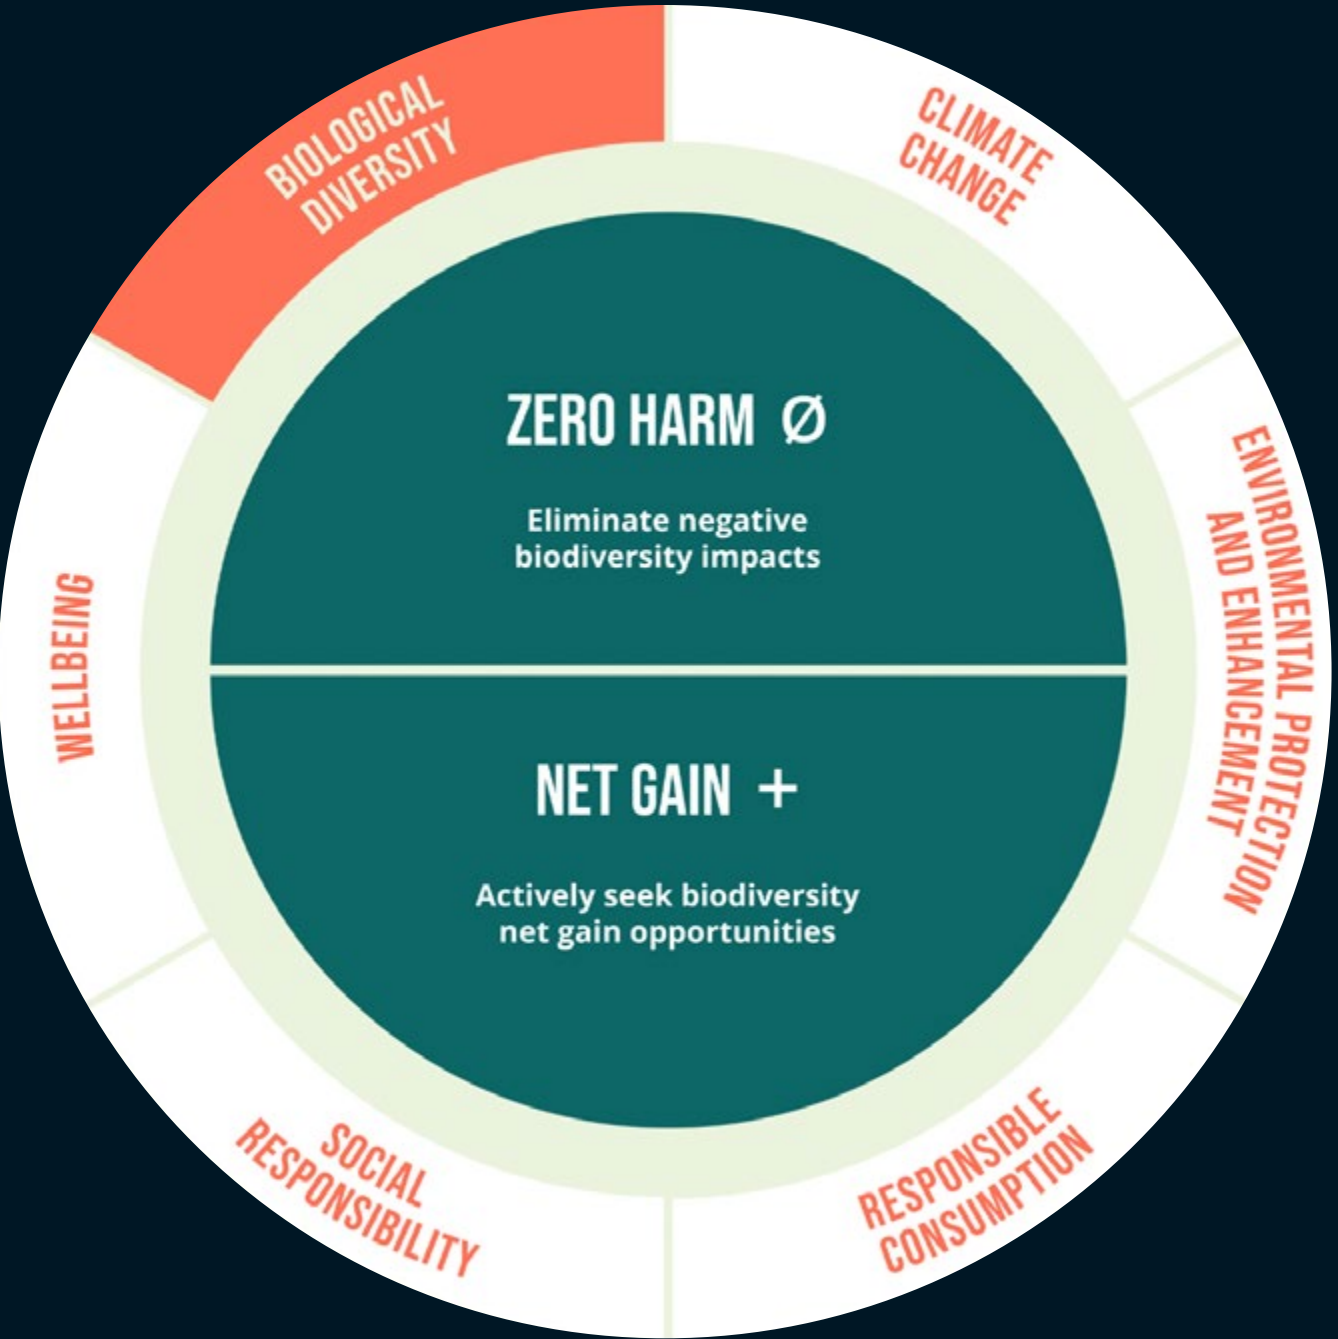 BIOLOGICAL
DIVERSITY
CLIMATE
CHANGE
ENVIRONMENTAL PROTECTION
AND ENHANCEMENT
RESPONSIBLE
CONSUMPTION
SOCIAL
RESPONSIBILITY
WELLBEING
ZERO HARM Ø
Eliminate negative
biodiversity impacts
NET GAIN +
Actively seek biodiversity
net gain opportunities